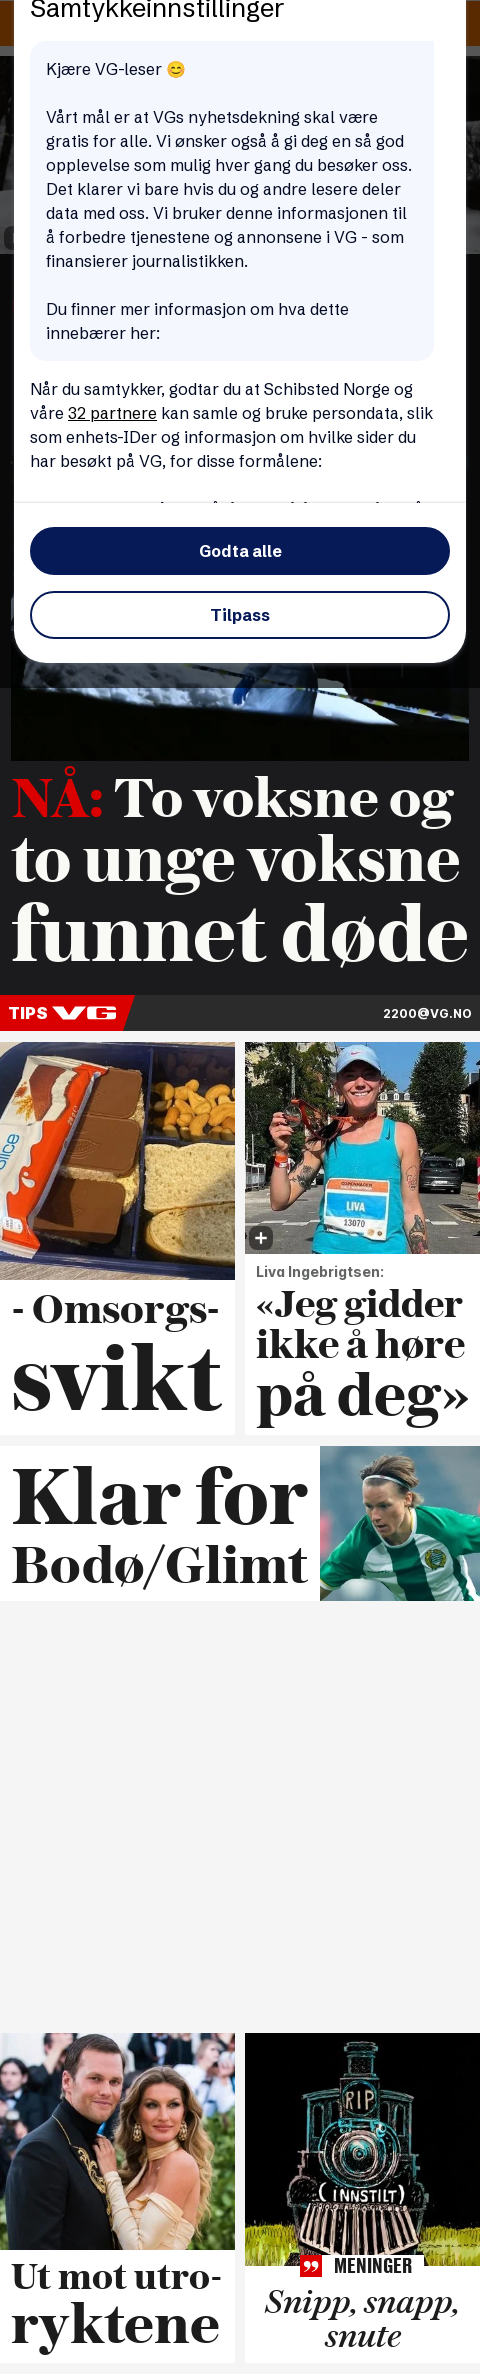 Samtykkeinnstillinger
Kjære VG-leser 😊
Vårt mål er at VGs nyhetsdekning skal være
gratis for alle. Vi ønsker også å gi deg en så god
opplevelse som mulig hver gang du besøker oss.
Det klarer vi bare hvis du og andre lesere deler
data med oss. Vi bruker denne informasjonen til
å forbedre tjenestene og annonsene i VG - som
finansierer journalistikken.
Du finner mer informasjon om hva dette
innebærer her:
Når du samtykker, godtar du at Schibsted Norge og
våre 32 partnere kan samle og bruke persondata, slik
som enhets-IDer og informasjon om hvilke sider du
har besøkt på VG, for disse formålene:
Godta alle
Tilpass
NÅ: To voksne og
to unge voksne
funnet døde
TIPS VG
2200@VG.NO
- Omsorgs-
svikt
COPENHAGEN
LIVA
13070
Liva Ingebrigtsen:
«Jeg gidder
ikke å høre
på deg»
Klar for
Bodø/Glimt
Ut mot utro-
ryktene
RIP
(INNSTILT)
MENINGER
Snipp, snapp,
snute